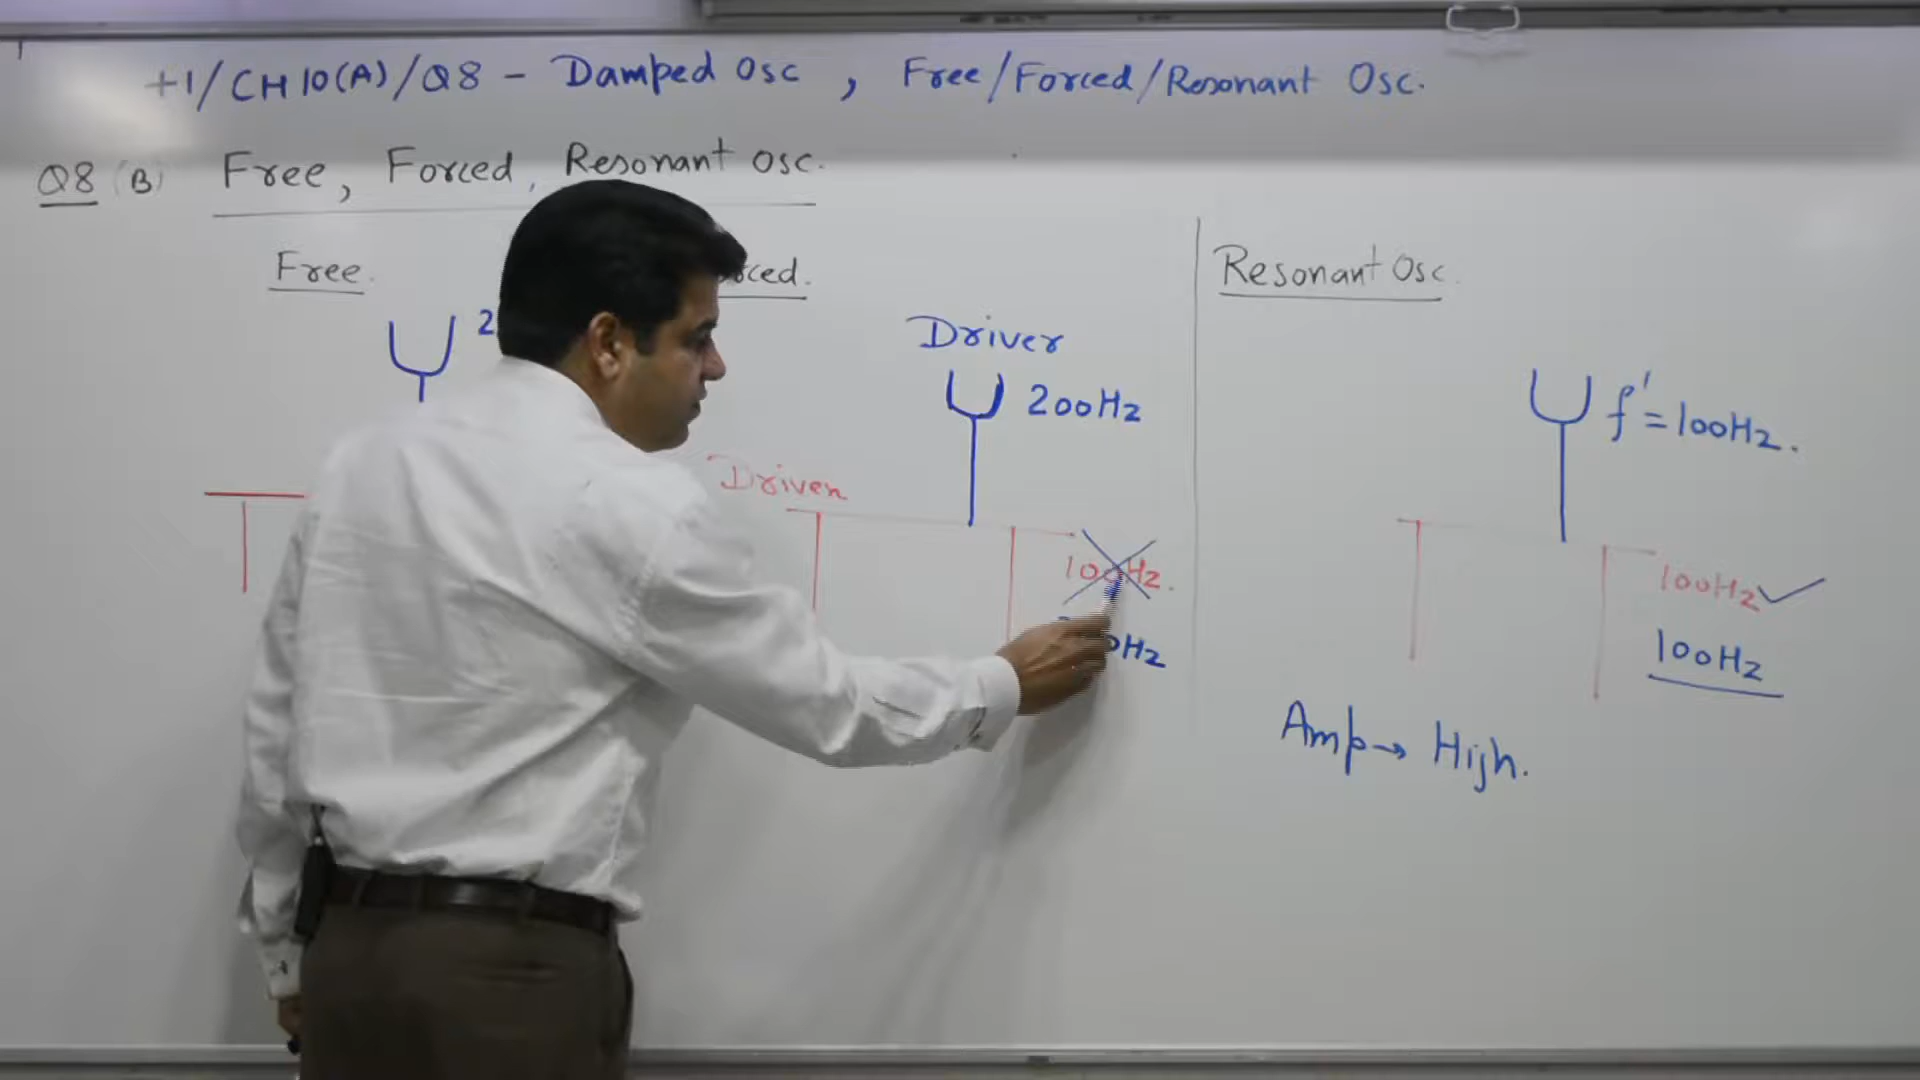 +1/CH10(A)/Q8 - Damped Osc , Free/Forced/Resonant Osc.
Q8 (B) Free, Forced, Resonant Osc.
Free.
Driver
200Hz
Driven
100Hz.
Resonant Osc.
f' = 100Hz.
100Hz
100Hz
Amp → High.